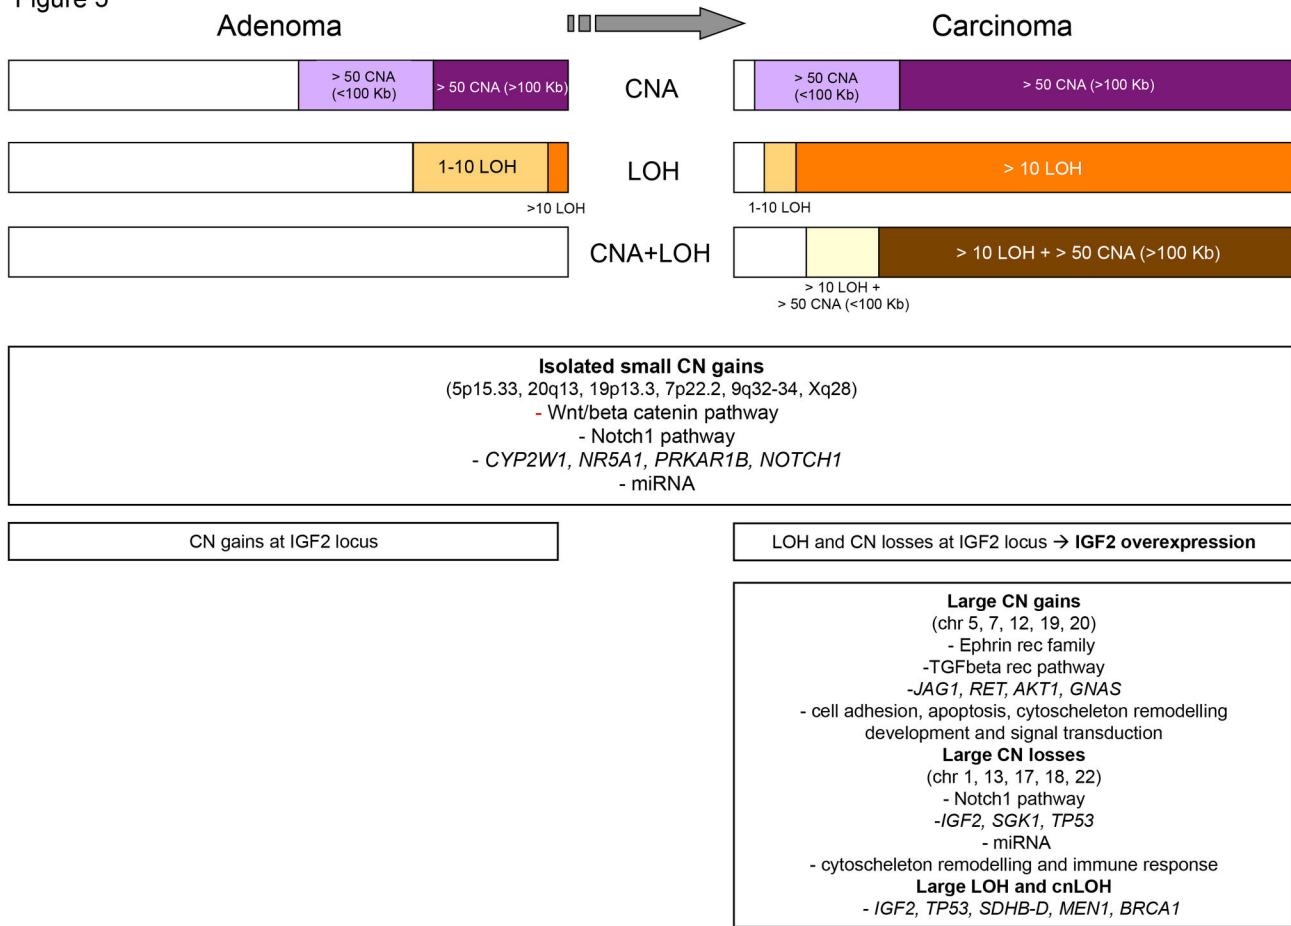 Figure 5
Adenoma
Carcinoma
> 50 CNA
(<100 Kb)
> 50 CNA (>100 Kb)
CNA
> 50 CNA
(<100 Kb)
> 50 CNA (>100 Kb)
1-10 LOH
>10 LOH
LOH
1-10 LOH
> 10 LOH
CNA+LOH
> 10 LOH +
> 50 CNA (<100 Kb)
> 10 LOH + > 50 CNA (>100 Kb)
Isolated small CN gains
(5p15.33, 20q13, 19p13.3, 7p22.2, 9q32-34, Xq28)
- Wnt/beta catenin pathway
- Notch1 pathway
- CYP2W1, NR5A1, PRKAR1B, NOTCH1
- miRNA
CN gains at IGF2 locus
LOH and CN losses at IGF2 locus → IGF2 overexpression
Large CN gains
(chr 5, 7, 12, 19, 20)
- Ephrin rec family
-TGFbeta rec pathway
-JAG1, RET, AKT1, GNAS
- cell adhesion, apoptosis, cytoscheleton remodelling
development and signal transduction
Large CN losses
(chr 1, 13, 17, 18, 22)
- Notch1 pathway
-IGF2, SGK1, TP53
- miRNA
- cytoscheleton remodelling and immune response
Large LOH and cnLOH
- IGF2, TP53, SDHB-D, MEN1, BRCA1